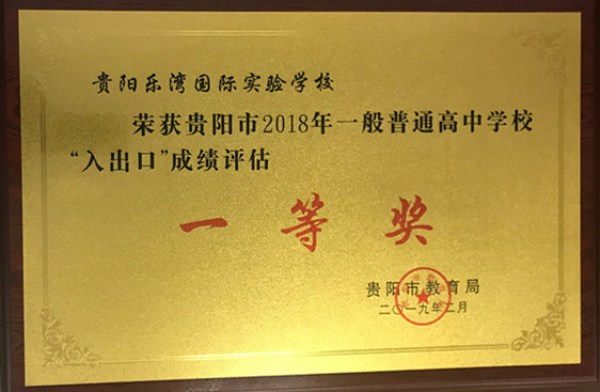 贵阳乐湾国际实验学校
荣获贵阳市2018年一般普通高中学校
“入出口”成绩评估
一等奖
贵阳市教育局
二〇一九年二月